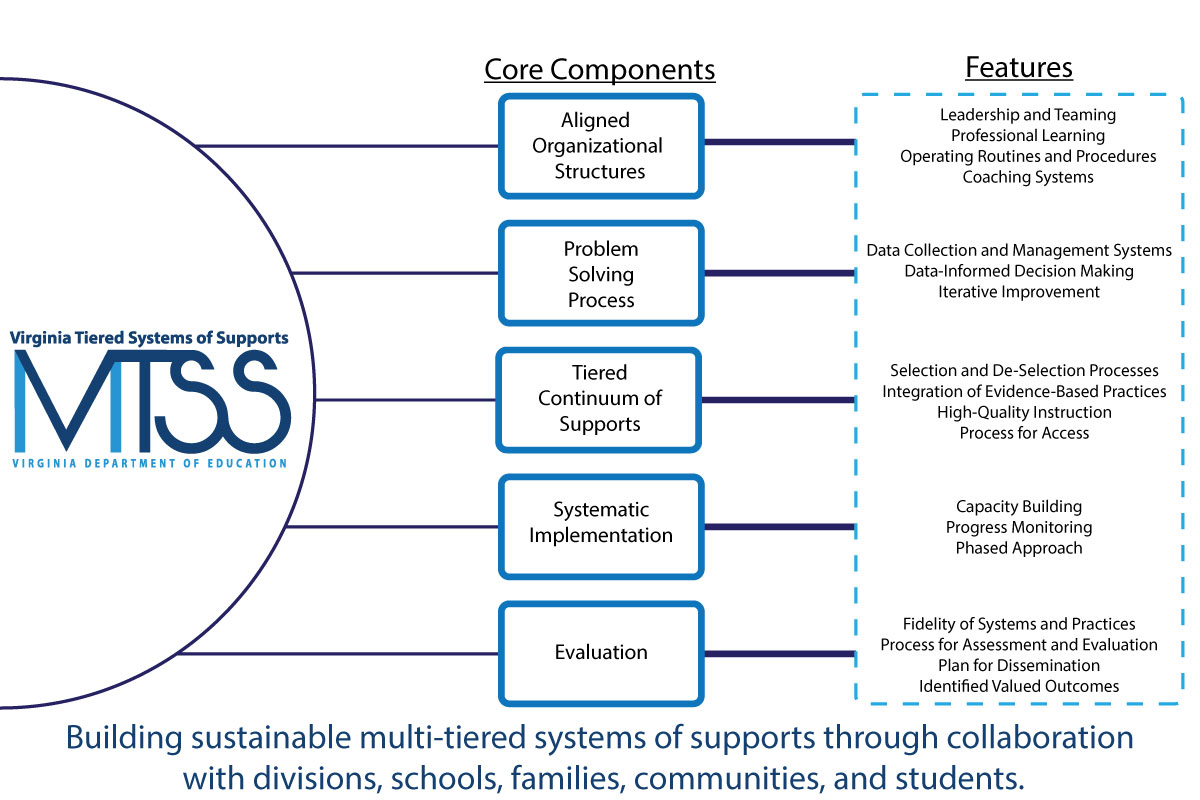 Core Components
Features
Virginia Tiered Systems of Supports
MTSS
VIRGINIA DEPARTMENT OF EDUCATION
Aligned
Organizational
Structures
Leadership and Teaming
Professional Learning
Operating Routines and Procedures
Coaching Systems
Problem
Solving
Process
Data Collection and Management Systems
Data-Informed Decision Making
Iterative Improvement
Tiered
Continuum of
Supports
Selection and De-Selection Processes
Integration of Evidence-Based Practices
High-Quality Instruction
Process for Access
Systematic
Implementation
Capacity Building
Progress Monitoring
Phased Approach
Evaluation
Fidelity of Systems and Practices
Process for Assessment and Evaluation
Plan for Dissemination
Identified Valued Outcomes
Building sustainable multi-tiered systems of supports through collaboration
with divisions, schools, families, communities, and students.